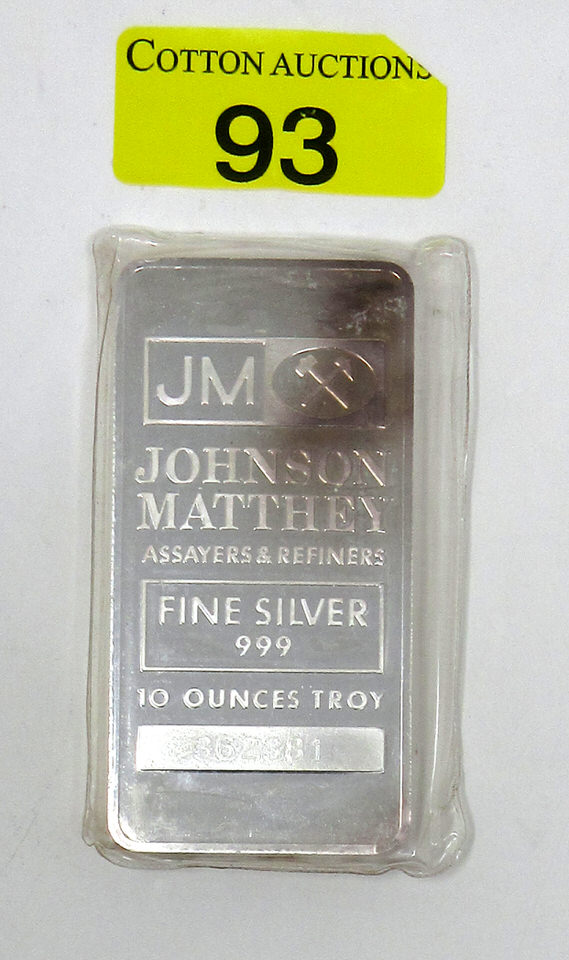 COTTON AUCTIONS
93
JM
JOHNSON
MATTHEY
ASSAYERS & REFINERS
FINE SILVER
999
10 OUNCES TROY